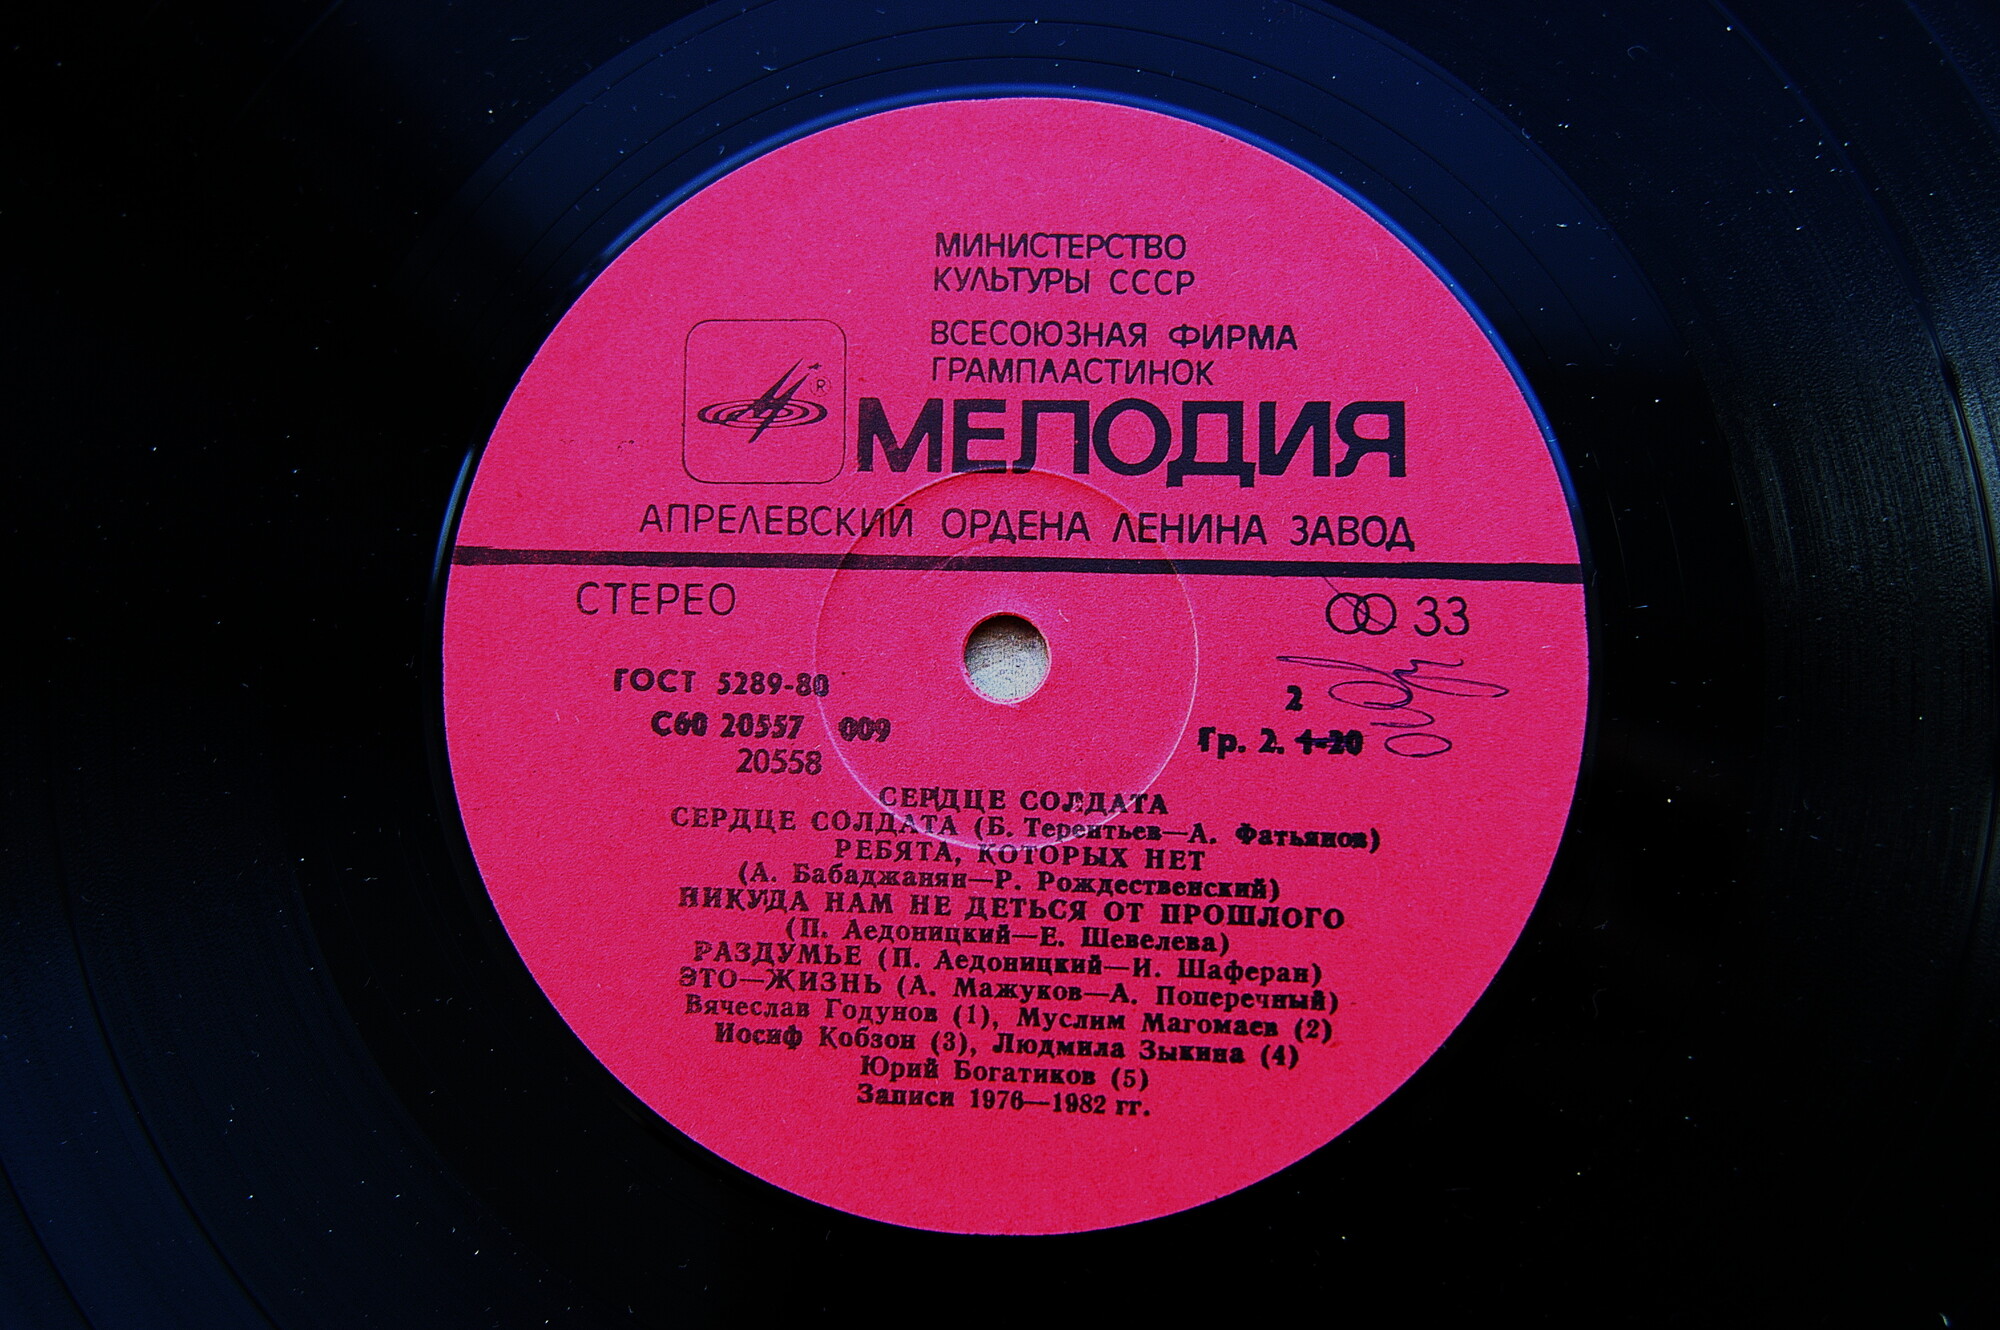 МИНИСТЕРСТВО
КУЛЬТУРЫ СССР
ВСЕСОЮЗНАЯ ФИРМА
ГРАМПЛАСТИНОК
®
МЕЛОДИЯ
АПРЕЛЕВСКИЙ ОРДЕНА ЛЕНИНА ЗАВОД
СТЕРЕО
33
ГОСТ 5289-80
2
С60 20557 009
Гр. 2. 1-20
20558
СЕРДЦЕ СОЛДАТА
СЕРДЦЕ СОЛДАТА (Б. Терентьев—А. Фатьянов)
РЕБЯТА, КОТОРЫХ НЕТ
(А. Бабаджанян—Р. Рождественский)
НИКУДА НАМ НЕ ДЕТЬСЯ ОТ ПРОШЛОГО
(П. Аедоницкий—Е. Шевелева)
РАЗДУМЬЕ (П. Аедоницкий—И. Шаферан)
ЭТО—ЖИЗНЬ (А. Мажуков—А. Поперечный)
Вячеслав Годунов (1), Муслим Магомаев (2)
Иосиф Кобзон (3), Людмила Зыкина (4)
Юрий Богатиков (5)
Записи 1976—1982 гг.